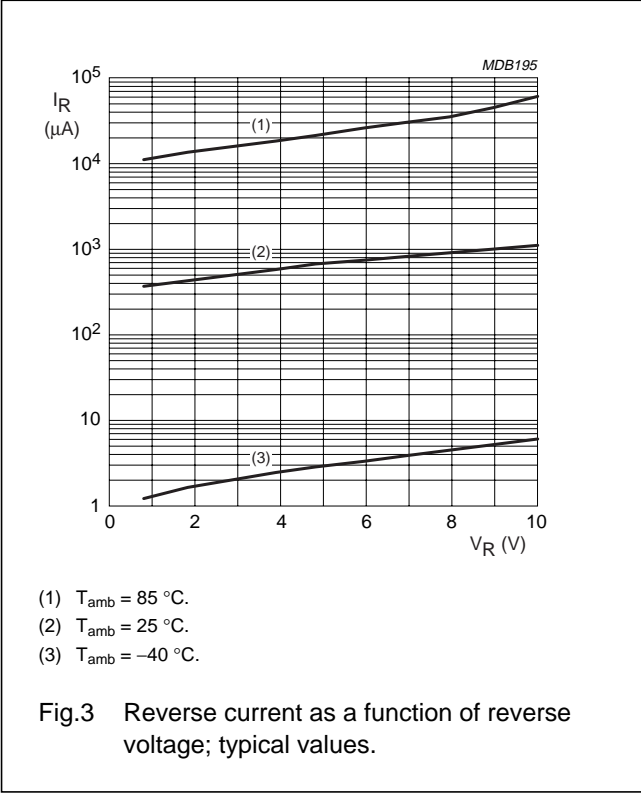 MDB195
10⁵
I_R
(μA)
(1)
10⁴
10³
(2)
10²
10
(3)
1
0 2 4 6 8 10
V_R (V)
(1) T_amb = 85 °C.
(2) T_amb = 25 °C.
(3) T_amb = −40 °C.
Fig.3 Reverse current as a function of reverse
voltage; typical values.